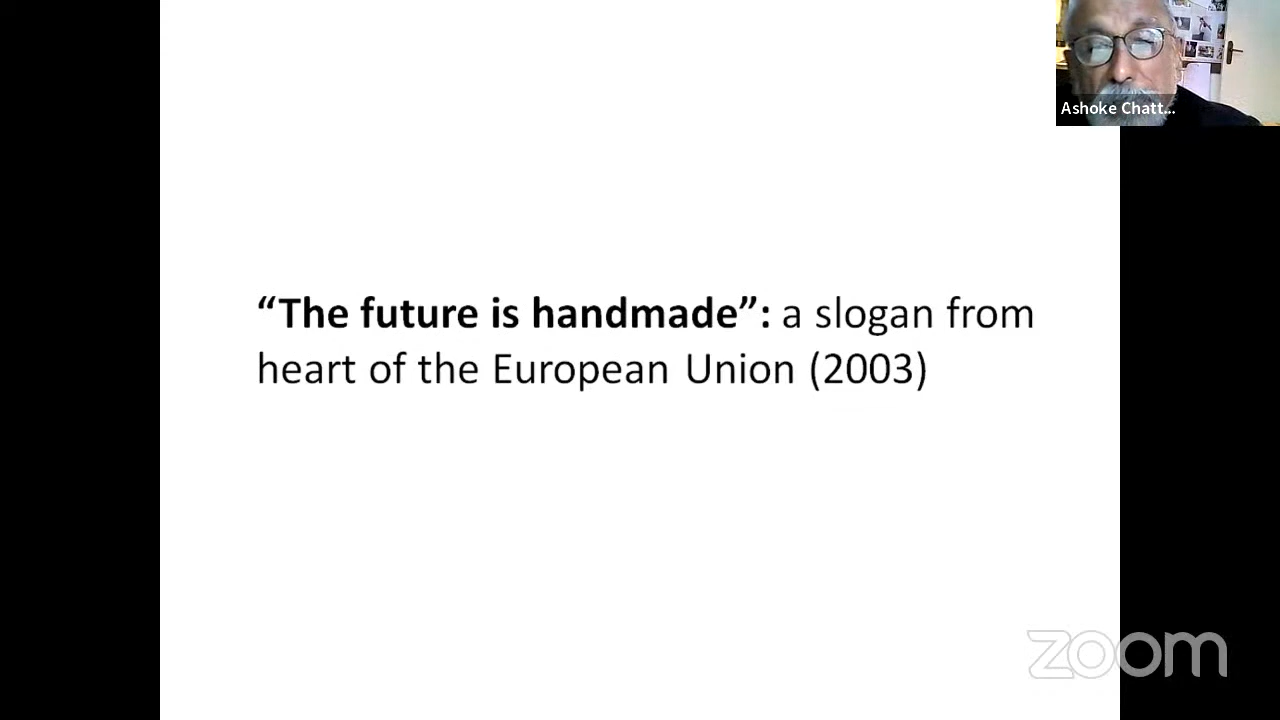 Ashoke Chatt...
“The future is handmade”: a slogan from
heart of the European Union (2003)
zoom